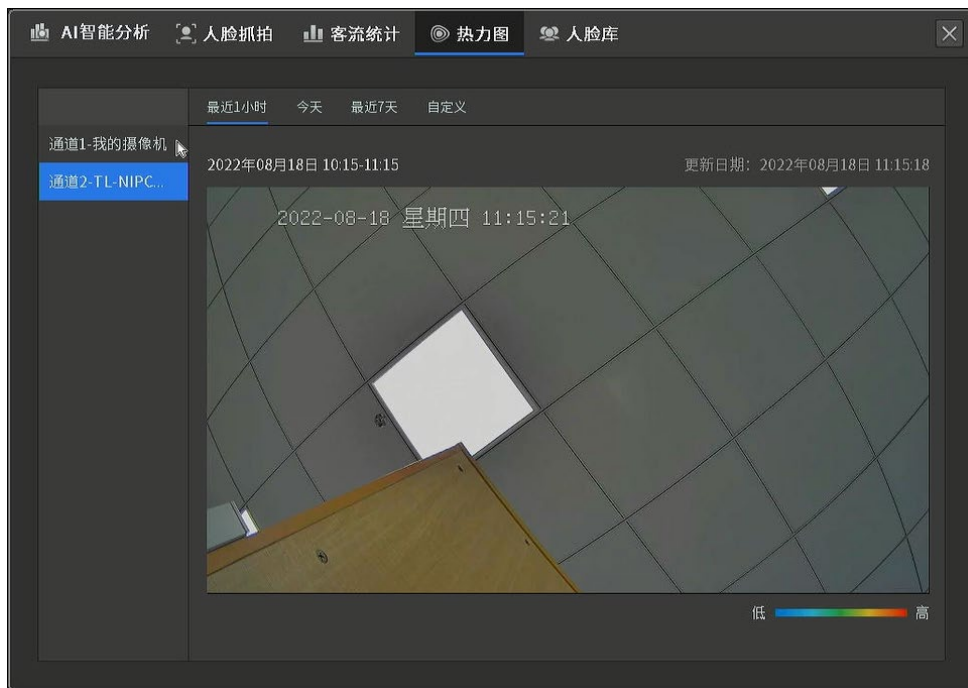 AI智能分析 人脸抓拍 客流统计 热力图 人脸库
最近1小时 今天 最近7天 自定义
通道1-我的摄像机
通道2-TL-NIPC...
2022年08月18日 10:15-11:15 更新日期：2022年08月18日 11:15:18
2022-08-18 星期四 11:15:21
低 高